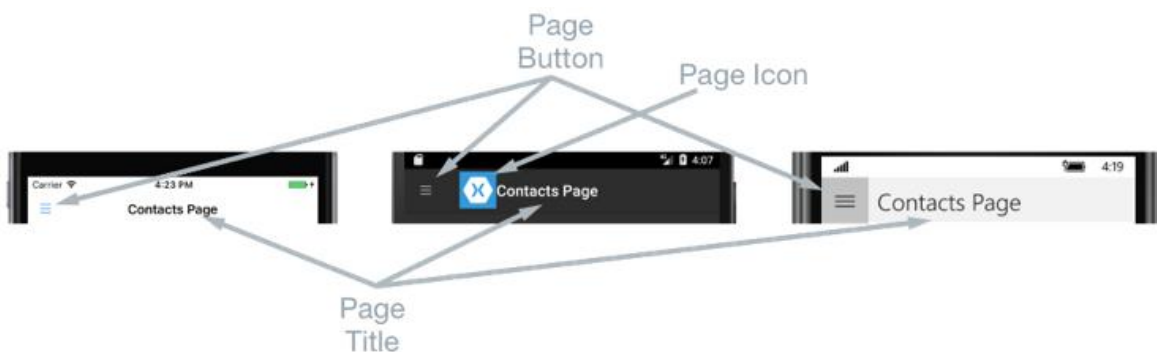 Page
Button
Page Icon
Carrier
4:23 PM
Contacts Page
4:07
Contacts Page
4:19
Contacts Page
Page
Title